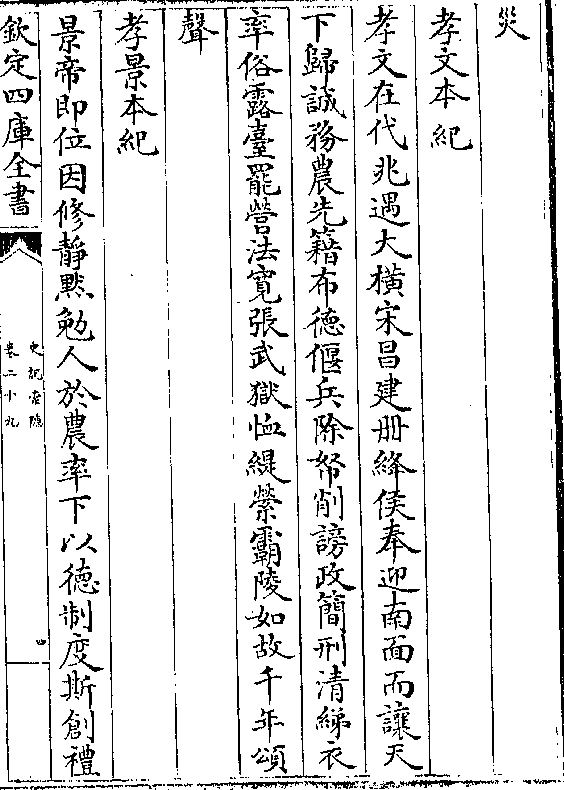 災
孝文本紀
孝文在代兆遇大橫宋昌建册絳侯奉迎南面而讓天
下歸誠務農先籍布德偃兵除帑削謗政簡刑清綈衣
率俗露臺罷營法寬張武獄恤緹縈霸陵如故千年頌
聲
孝景本紀
景帝即位因修靜黙勉人於農率下以德制度斯創禮
欽定四庫全書
史記索隱
卷二十九
四